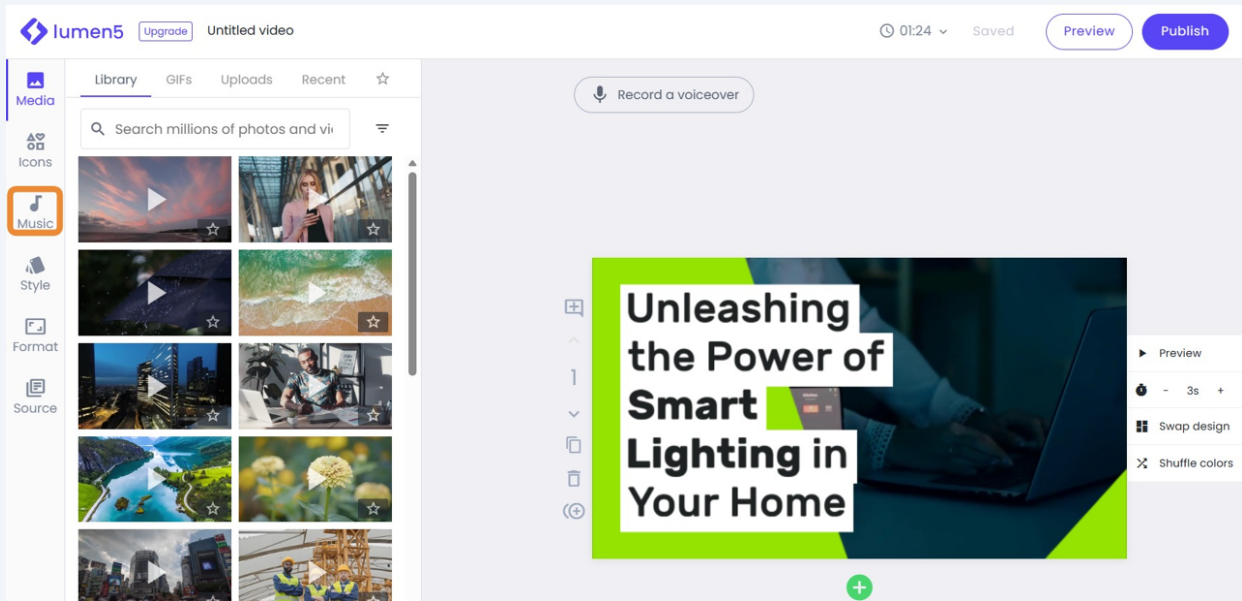 lumen5
Upgrade
Untitled video
01:24
Saved
Preview
Publish
Media
Icons
Music
Style
Format
Source
Library
GIFs
Uploads
Recent
Search millions of photos and vi
Record a voiceover
1
Unleashing
the Power of
Smart
Lighting in
Your Home
Preview
- 3s +
Swap design
Shuffle colors